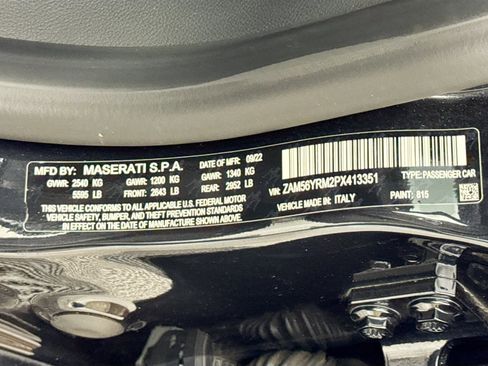 MFD BY: MASERATI S.P.A. DATE OF MFR: 09/22
GVWR: 2540 KG GAWR: 1290 KG GAWR: 1340 KG
5595 LB FRONT: 2843 LB REAR: 2952 LB
THIS VEHICLE CONFORMS TO ALL APPLICABLE U.S. FEDERAL MOTOR
VEHICLE SAFETY, BUMPER, AND THEFT PREVENTION STANDARDS
IN EFFECT ON THE DATE OF MANUFACTURE SHOWN ABOVE.
VIN: ZAM56YRM2PX413351 TYPE: PASSENGER CAR
VEHICLE MADE IN: ITALY PAINT: 815